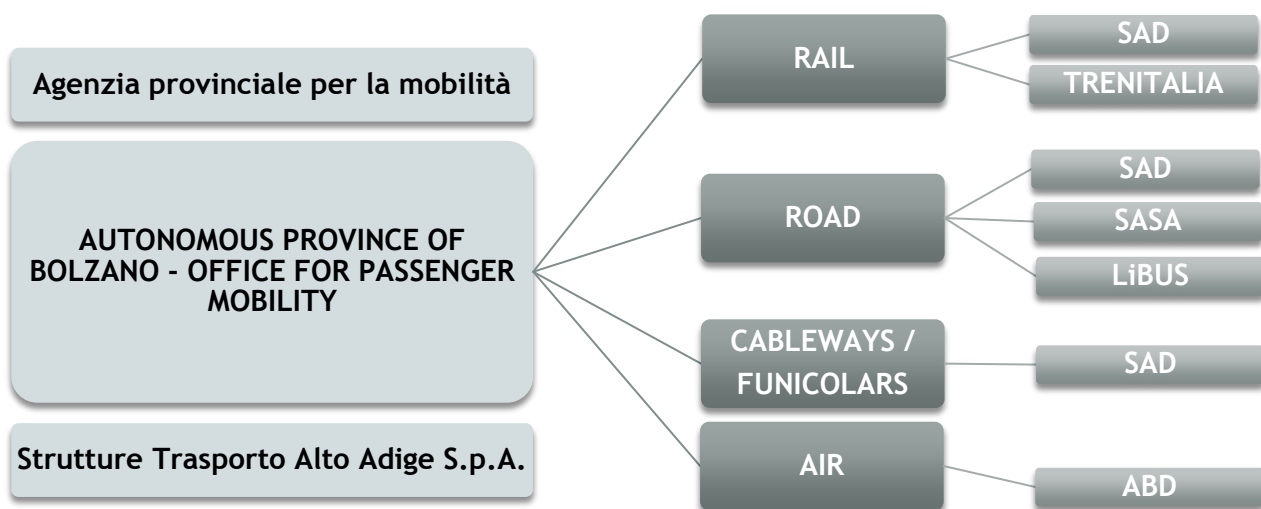 Agenzia provinciale per la mobilità
AUTONOMOUS PROVINCE OF
BOLZANO - OFFICE FOR PASSENGER
MOBILITY
Strutture Trasporto Alto Adige S.p.A.
RAIL
SAD
TRENITALIA
ROAD
SAD
SASA
LiBUS
CABLEWAYS /
FUNICOLARS
SAD
AIR
ABD